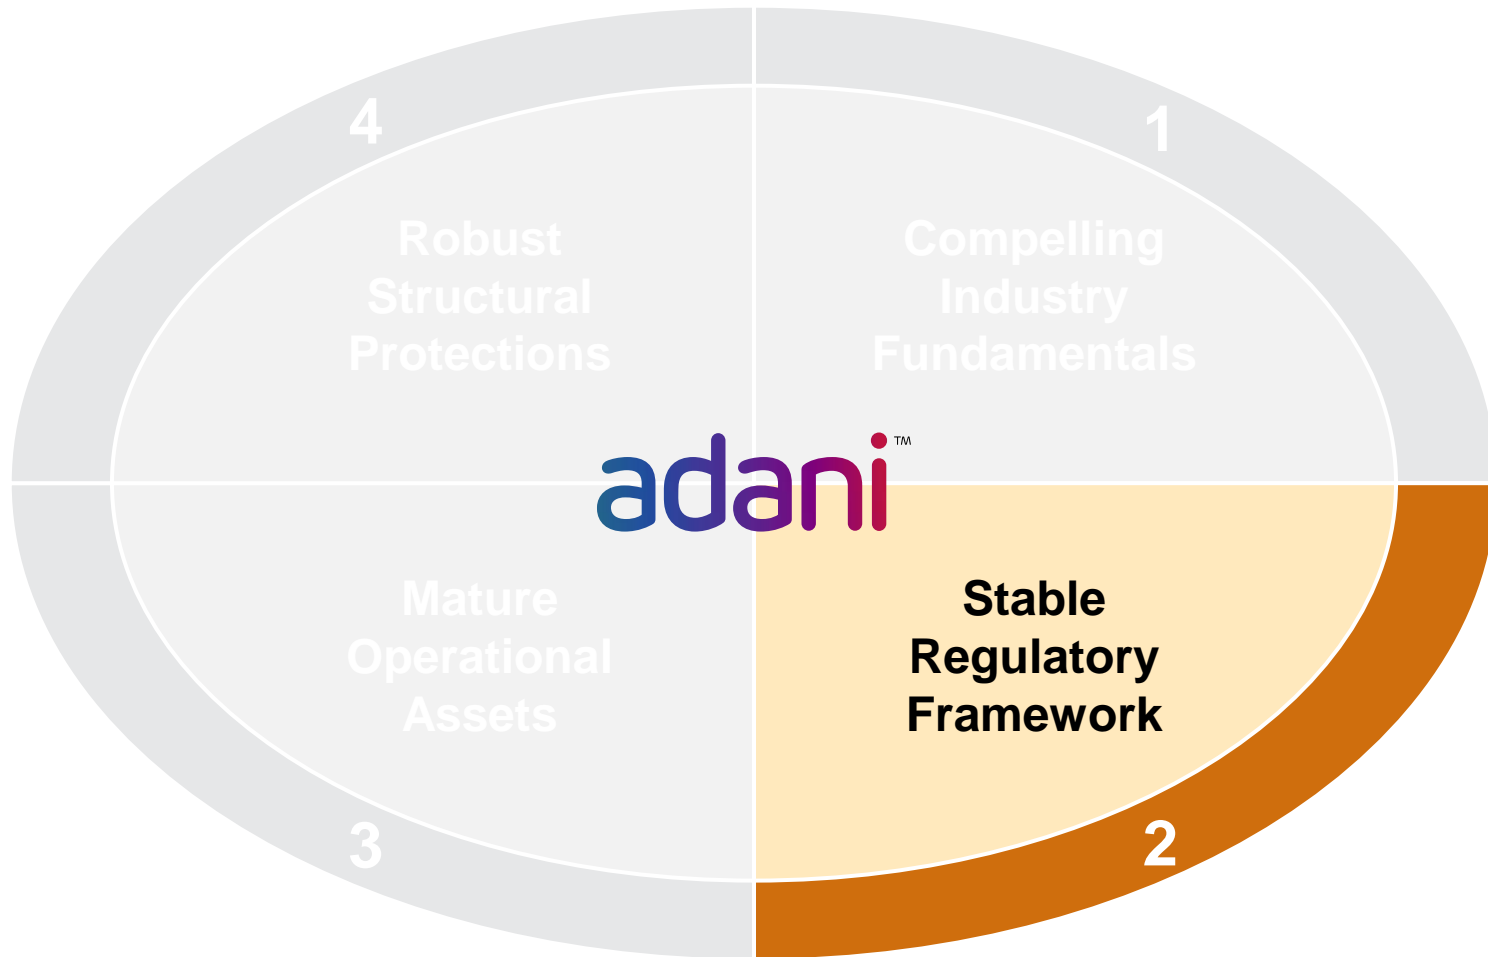 4
1
Robust
Structural
Protections
Compelling
Industry
Fundamentals
adani™
Mature
Operational
Assets
Stable
Regulatory
Framework
3
2